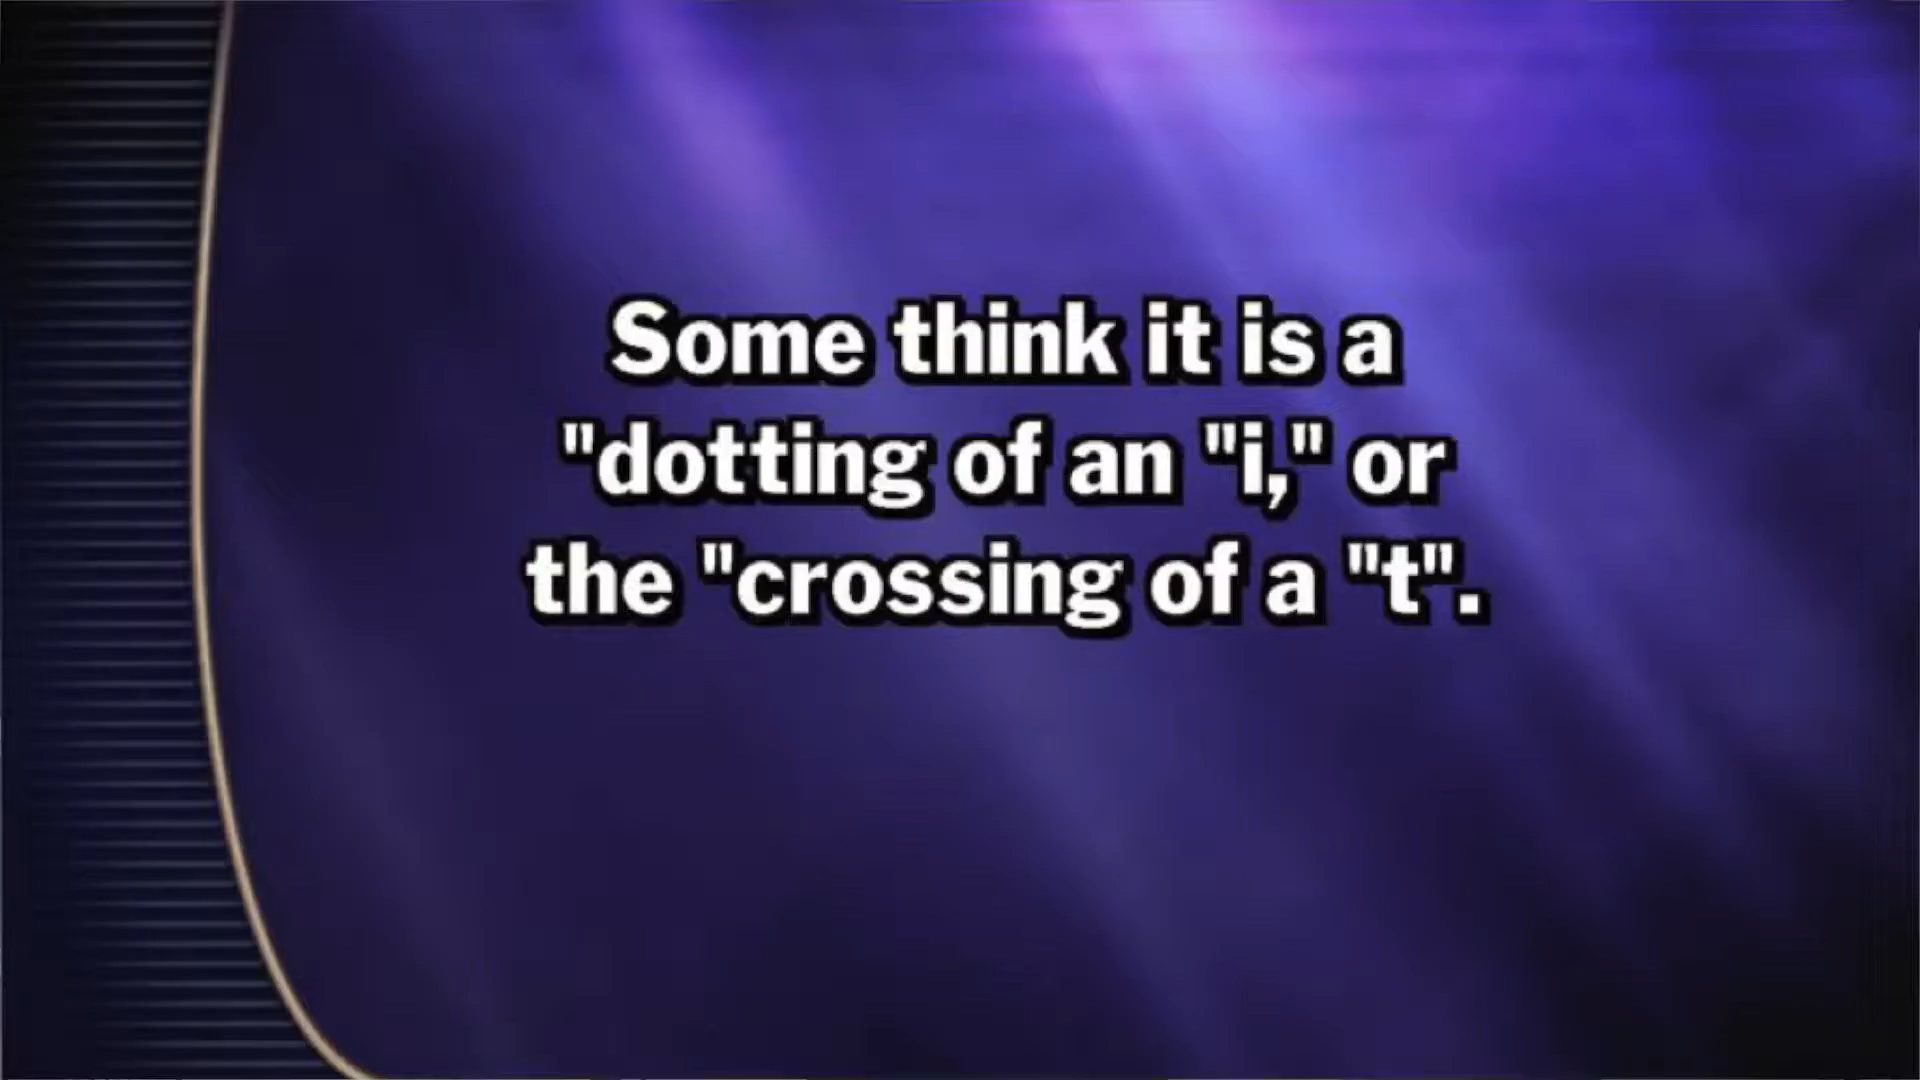 Some think it is a
"dotting of an "i," or
the "crossing of a "t".